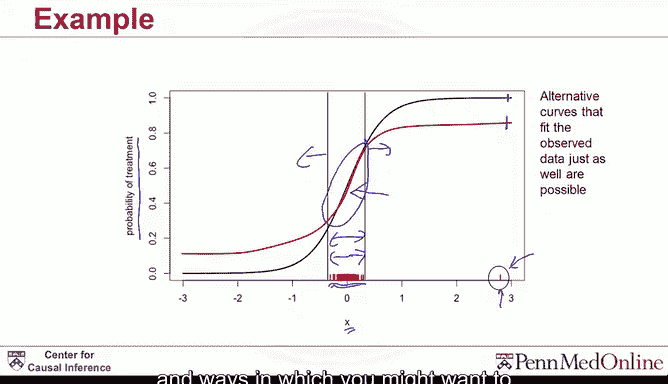 Example
probability of treatment
1.0
0.8
0.6
0.4
0.2
0.0
-3
-2
-1
0
1
2
3
x
Alternative
curves that
fit the
observed
data just as
well are
possible
Center for
Causal Inference
PennMedOnline
and ways in which you might want to